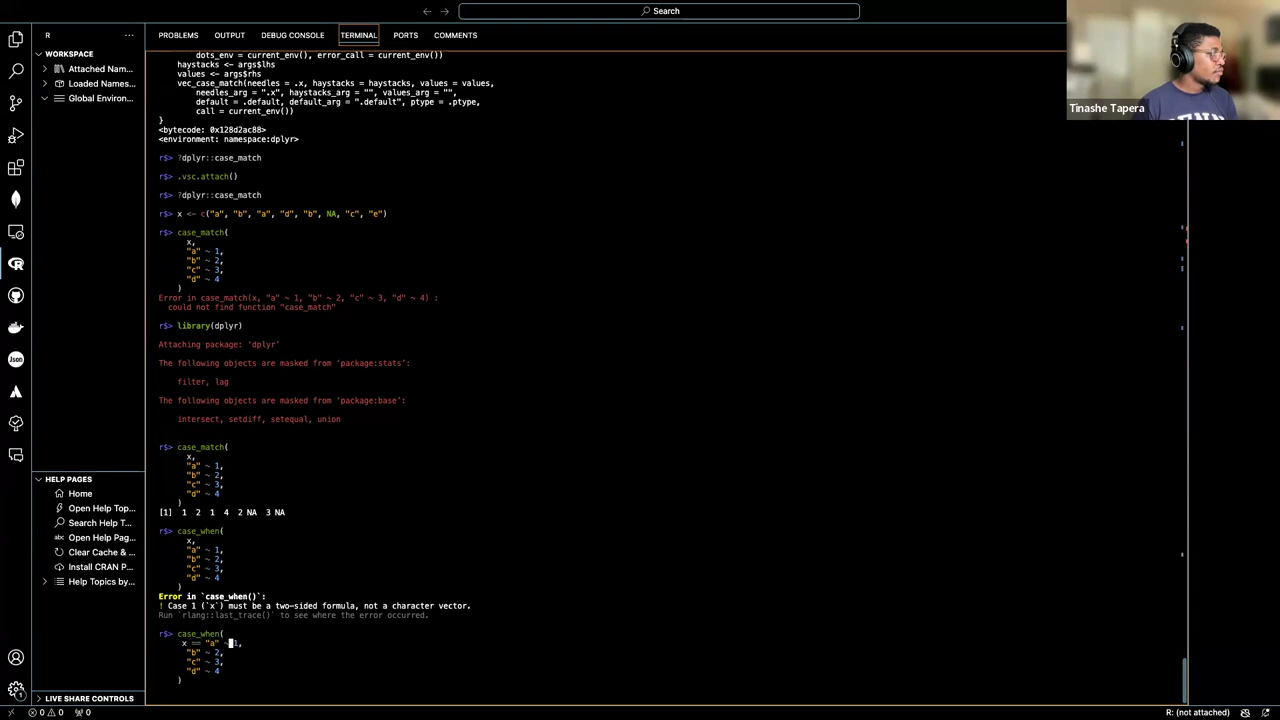 Search
R
PROBLEMS OUTPUT DEBUG CONSOLE TERMINAL PORTS COMMENTS
WORKSPACE
Attached Nam...
Loaded Names...
Global Environ...
dots_env = current_env(), error_call = current_env())
haystacks <- args$lhs
values <- args$rhs
vec_case_match(needles = .x, haystacks = haystacks, values = values,
needles_arg = ".x", haystacks_arg = "", values_arg = "",
default = .default, default_arg = ".default", ptype = .ptype,
call = current_env())
}
<bytecode: 0x128d2ac88>
<environment: namespace:dplyr>
r$> ?dplyr::case_match
r$> .vsc.attach()
r$> ?dplyr::case_match
r$> x <- c("a", "b", "a", "d", "b", NA, "c", "e")
r$> case_match(
x,
"a" ~ 1,
"b" ~ 2,
"c" ~ 3,
"d" ~ 4
)
Error in case_match(x, "a" ~ 1, "b" ~ 2, "c" ~ 3, "d" ~ 4) :
could not find function "case_match"
r$> library(dplyr)
Attaching package: 'dplyr'
The following objects are masked from 'package:stats':
filter, lag
The following objects are masked from 'package:base':
intersect, setdiff, setequal, union
r$> case_match(
x,
"a" ~ 1,
"b" ~ 2,
"c" ~ 3,
"d" ~ 4
)
[1] 1 2 1 4 2 NA 3 NA
r$> case_when(
x,
"a" ~ 1,
"b" ~ 2,
"c" ~ 3,
"d" ~ 4
)
Error in `case_when()`:
! Case 1 (`x`) must be a two-sided formula, not a character vector.
Run `rlang::last_trace()` to see where the error occurred.
r$> case_when(
x == "a" ~ 1,
"b" ~ 2,
"c" ~ 3,
"d" ~ 4
)
HELP PAGES
Home
Open Help Top...
Search Help T...
Open Help Pag...
Clear Cache & ...
Install CRAN P...
Help Topics by...
LIVE SHARE CONTROLS
Json
1
0 0 0
R: (not attached)
Tinashe Tapera